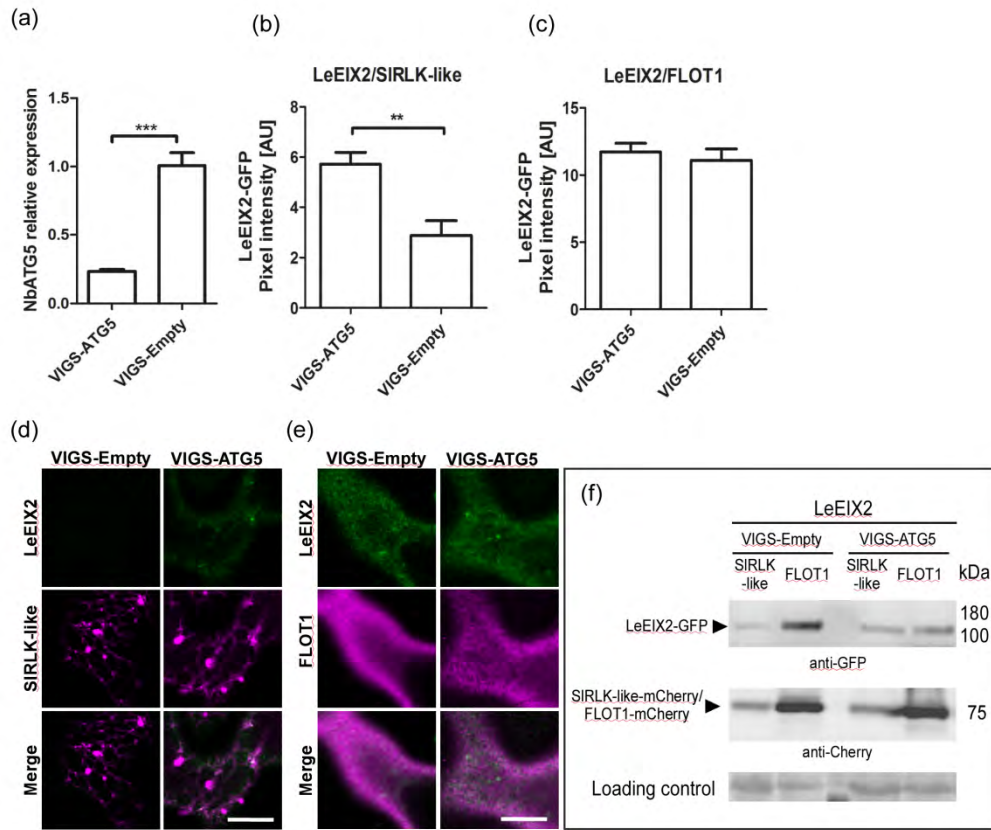 (a)
NbATG5 relative expression
1.5
1.0
0.5
0.0
***
VIGS-ATG5
VIGS-Empty
(b)
LeEIX2/SlRLK-like
LeEIX2-GFP
Pixel intensity [AU]
8
6
4
2
0
**
VIGS-ATG5
VIGS-Empty
(c)
LeEIX2/FLOT1
LeEIX2-GFP
Pixel intensity [AU]
15
10
5
0
VIGS-ATG5
VIGS-Empty
(d)
VIGS-Empty
VIGS-ATG5
LeEIX2
SlRLK-like
Merge
(e)
VIGS-Empty
VIGS-ATG5
LeEIX2
FLOT1
Merge
(f)
LeEIX2
VIGS-Empty
VIGS-ATG5
SlRLK
-like
FLOT1
SlRLK
-like
FLOT1
kDa
LeEIX2-GFP
180
100
anti-GFP
SlRLK-like-mCherry/
FLOT1-mCherry
75
anti-Cherry
Loading control